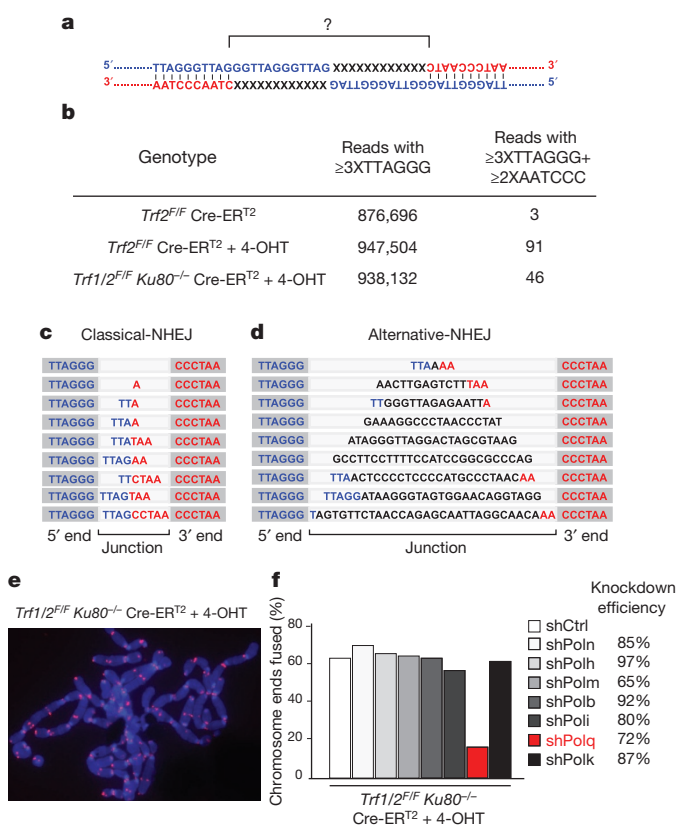 a
?
5′ TTAGGGTTAGGGTTAGGGTTAG XXXXXXXXXXXX CTAACCCTAA 3′
3′ AATCCCAATCXXXXXXXXXXXX GATTGGGATTGGGATTGGGATT 5′
b
Genotype
Reads with ≥3XTTAGGG
Reads with ≥3XTTAGGG+ ≥2XAATCCC
Trf2F/F Cre-ERT2 876,696 3
Trf2F/F Cre-ERT2 + 4-OHT 947,504 91
Trf1/2F/F Ku80–/– Cre-ERT2 + 4-OHT 938,132 46
c Classical-NHEJ
TTAGGG CCCTAA
TTAGGG A CCCTAA
TTAGGG TTA CCCTAA
TTAGGG TTAA CCCTAA
TTAGGG TTATAA CCCTAA
TTAGGG TTAGAA CCCTAA
TTAGGG TTCTAA CCCTAA
TTAGGG TTAGTAA CCCTAA
TTAGGG TTAGCCTAA CCCTAA
5′ end Junction 3′ end
d Alternative-NHEJ
TTAGGG TTAAAA CCCTAA
TTAGGG AACTTGAGTCTTTAA CCCTAA
TTAGGG TTGGGTTAGAGAATTA CCCTAA
TTAGGG GAAAGGCCCTAACCCTAT CCCTAA
TTAGGG ATAGGGTTAGGACTAGCGTAAG CCCTAA
TTAGGG GCCTTCCTTTTCCATCCGGCGCCCAG CCCTAA
TTAGGG TTAACTCCCCTCCCCATGCCCTAACAA CCCTAA
TTAGGG TTAGGATAAGGGTAGTGGAACAGGTAGG CCCTAA
TTAGGG TAGTGTTCTAACCAGAGCAATTAGGCAACAAA CCCTAA
5′ end Junction 3′ end
e
Trf1/2F/F Ku80–/– Cre-ERT2 + 4-OHT
f
Chromosome ends fused (%)
80
60
40
20
0
Trf1/2F/F Ku80–/–
Cre-ERT2 + 4-OHT
Knockdown
efficiency
shCtrl
shPoln 85%
shPolh 97%
shPolm 65%
shPolb 92%
shPoli 80%
shPolq 72%
shPolk 87%